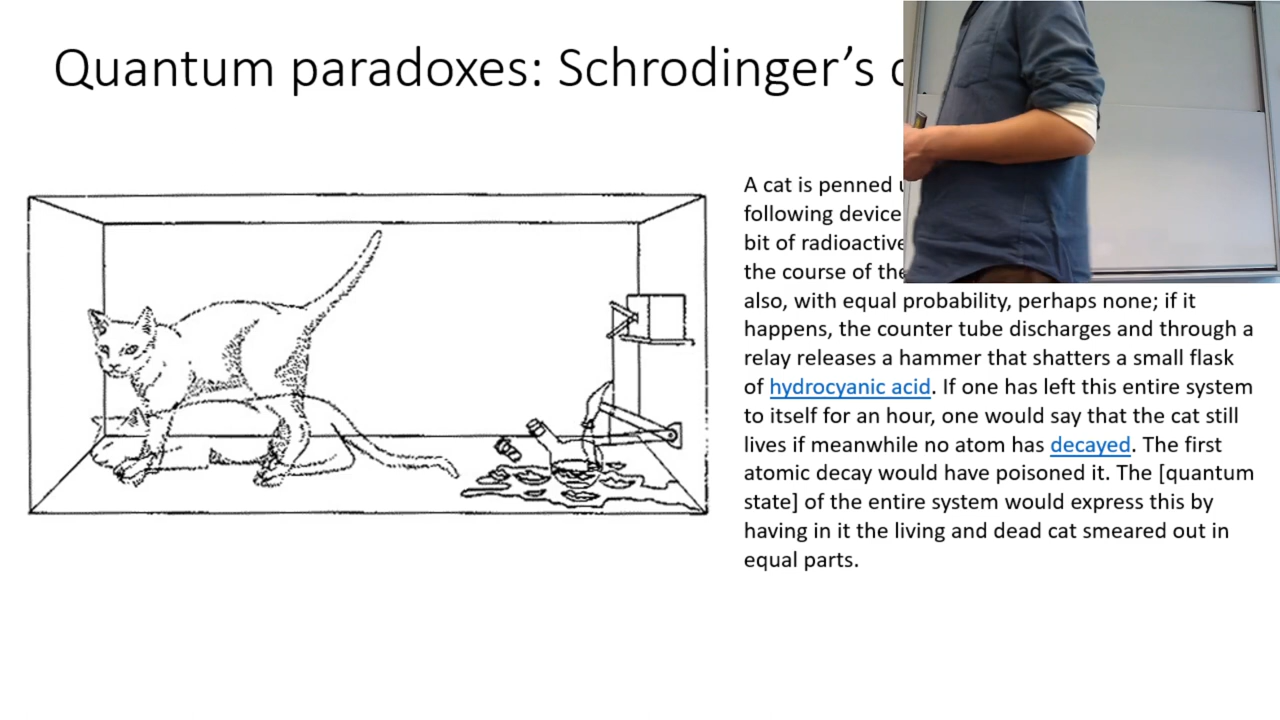 Quantum paradoxes: Schrodinger's
A cat is penned
following device
bit of radioactive
the course of the
also, with equal probability, perhaps none; if it
happens, the counter tube discharges and through a
relay releases a hammer that shatters a small flask
of hydrocyanic acid. If one has left this entire system
to itself for an hour, one would say that the cat still
lives if meanwhile no atom has decayed. The first
atomic decay would have poisoned it. The [quantum
state] of the entire system would express this by
having in it the living and dead cat smeared out in
equal parts.